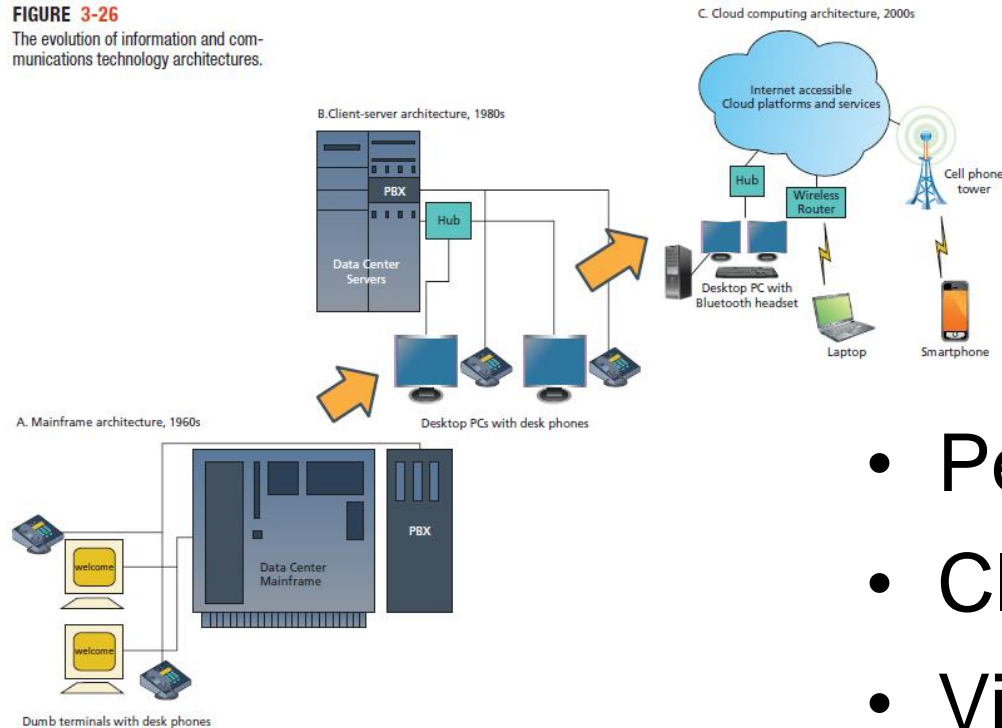 FIGURE 3-26
The evolution of information and com-
munications technology architectures.
C. Cloud computing architecture, 2000s
Internet accessible
Cloud platforms and services
Hub
Wireless
Router
Cell phone
tower
Desktop PC with
Bluetooth headset
Laptop
Smartphone
B.Client-server architecture, 1980s
PBX
Hub
Data Center
Servers
Desktop PCs with desk phones
A. Mainframe architecture, 1960s
welcome
welcome
Data Center
Mainframe
PBX
Dumb terminals with desk phones